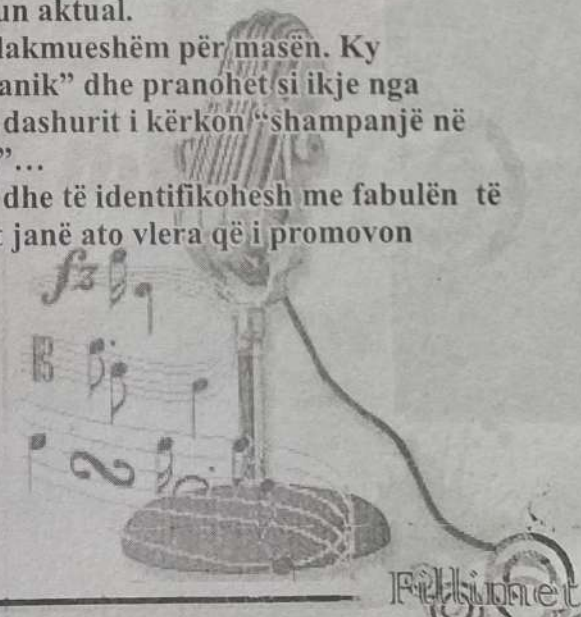 un aktual.
lakmueshëm për masën. Ky
anik” dhe pranohet si ikje nga
dashurit i kërkon “shampanjë në
”...
dhe të identifikohesh me fabulën të
t janë ato vlera që i promovon
fz
Fillimet